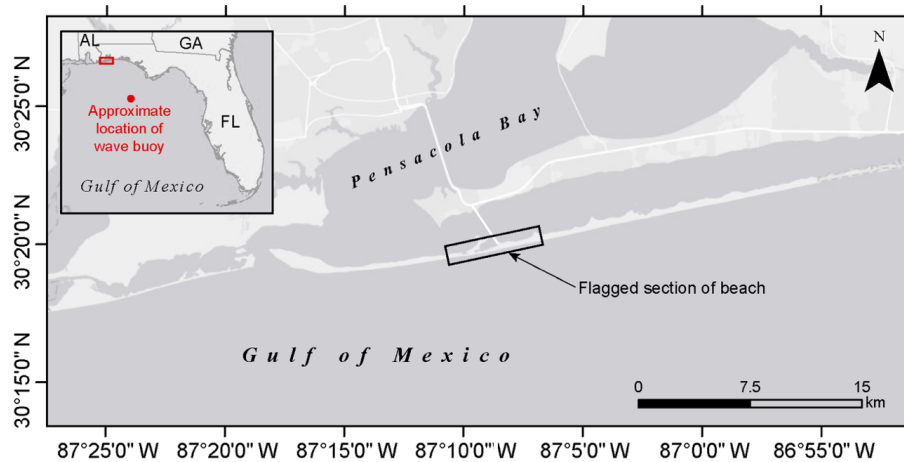 AL
GA
FL
Approximate
location of
wave buoy
Gulf of Mexico
N
Pensacola Bay
Flagged section of beach
Gulf of Mexico
0 7.5 15
km
30°25'0" N
30°20'0" N
30°15'0" N
87°25'0" W 87°20'0" W 87°15'0" W 87°10'0" W 87°5'0" W 87°0'0" W 86°55'0" W